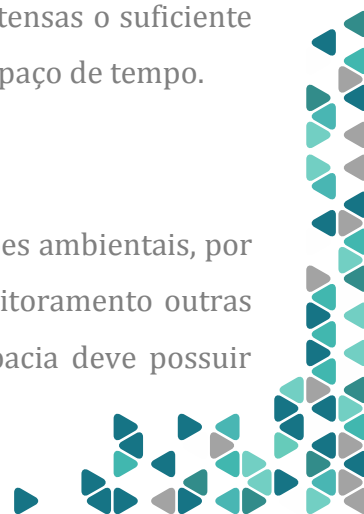 tensas o suficiente
paço de tempo.
es ambientais, por
itoramento outras
bacia deve possuir